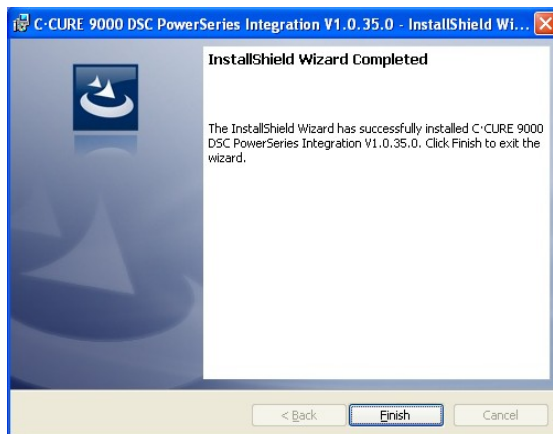 C·CURE 9000 DSC PowerSeries Integration V1.0.35.0 - InstallShield Wi...
InstallShield Wizard Completed
The InstallShield Wizard has successfully installed C·CURE 9000
DSC PowerSeries Integration V1.0.35.0. Click Finish to exit the
wizard.
< Back Finish Cancel